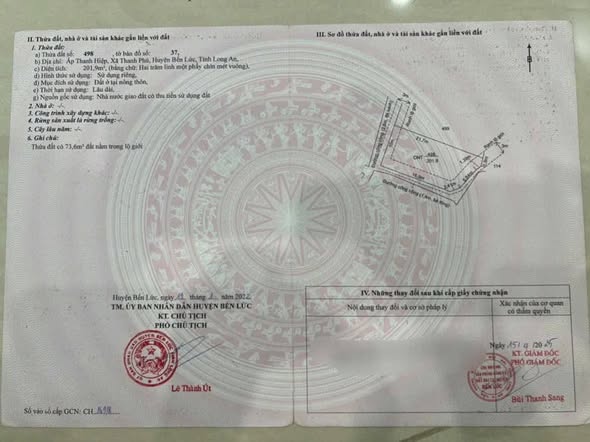 II. Thửa đất, nhà ở và tài sản khác gắn liền với đất
1. Thửa đất:
a) Thửa đất số: 498, tờ bản đồ số: 37,
b) Địa chỉ: Ấp Thanh Hiệp, Xã Thanh Phú, Huyện Bến Lức, Tỉnh Long An,
c) Diện tích: 201,9m², (bằng chữ: Hai trăm linh một phẩy chín mét vuông),
d) Hình thức sử dụng: Sử dụng riêng,
đ) Mục đích sử dụng: Đất ở tại nông thôn,
e) Thời hạn sử dụng: Lâu dài,
g) Nguồn gốc sử dụng: Nhà nước giao đất có thu tiền sử dụng đất
2. Nhà ở: -/-
3. Công trình xây dựng khác: -/-
4. Rừng sản xuất là rừng trồng: -/-
5. Cây lâu năm: -/-
6. Ghi chú:
Thửa đất có 73,6m² đất nằm trong lộ giới
Huyện Bến Lức, ngày tháng năm 2022
TM. ỦY BAN NHÂN DÂN HUYỆN BẾN LỨC
KT. CHỦ TỊCH
PHÓ CHỦ TỊCH
Lê Thành Út
Số vào sổ cấp GCN: CH
III. Sơ đồ thửa đất, nhà ở và tài sản khác gắn liền với đất
B
499
ONT
498
201.9
114
IV. Những thay đổi sau khi cấp giấy chứng nhận
Nội dung thay đổi và cơ sở pháp lý
Xác nhận của cơ quan
có thẩm quyền
Ngày
KT. GIÁM ĐỐC
PHÓ GIÁM ĐỐC
Bùi Thanh Sang